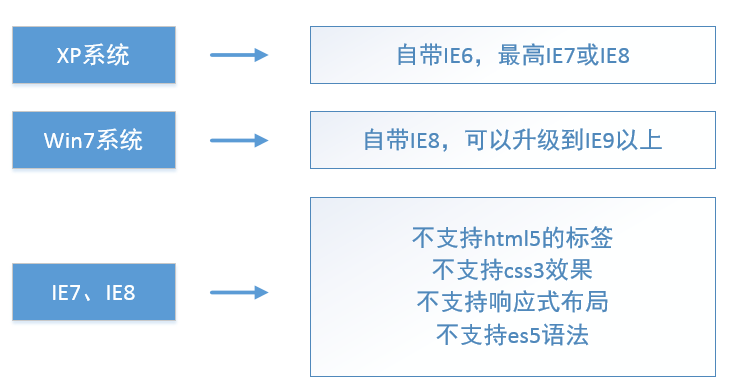 XP系统
自带IE6，最高IE7或IE8
Win7系统
自带IE8，可以升级到IE9以上
IE7、IE8
不支持html5的标签
不支持css3效果
不支持响应式布局
不支持es5语法